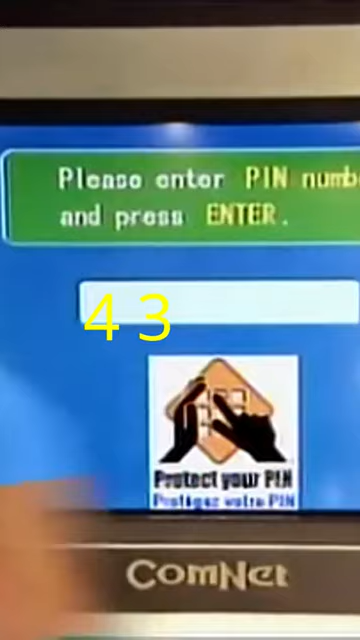 Please enter PIN numb
and press ENTER.
4 3
Protect your PIN
Protégez votre PIN
ComNet